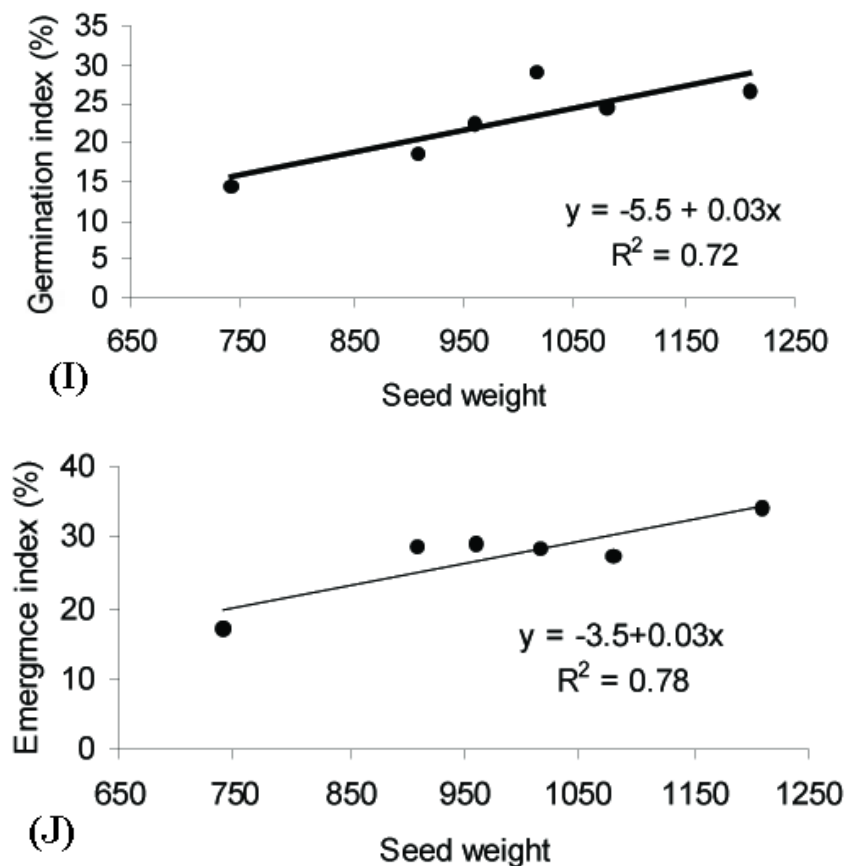 Germination index (%)
35
30
25
20
15
10
5
0
y = -5.5 + 0.03x
R² = 0.72
650 750 850 950 1050 1150 1250
(I)
Seed weight
Emergrnce index (%)
40
30
20
10
0
y = -3.5+0.03x
R² = 0.78
650 750 850 950 1050 1150 1250
(J)
Seed weight